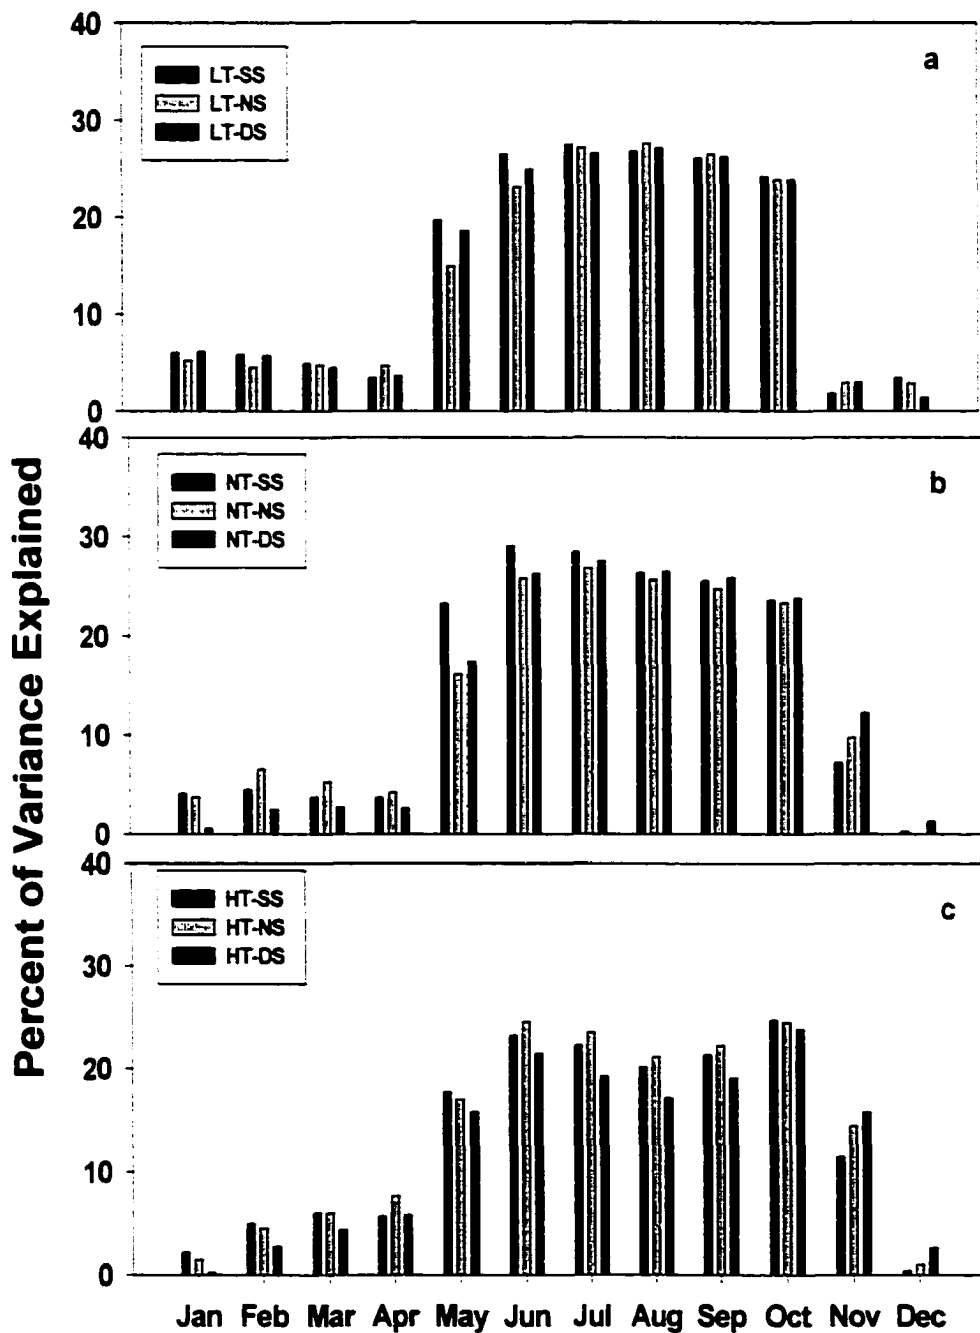 Percent of Variance Explained
40
30
20
10
0
a
LT-SS
LT-NS
LT-DS
40
30
20
10
0
b
NT-SS
NT-NS
NT-DS
40
30
20
10
0
c
HT-SS
HT-NS
HT-DS
Jan Feb Mar Apr May Jun Jul Aug Sep Oct Nov Dec